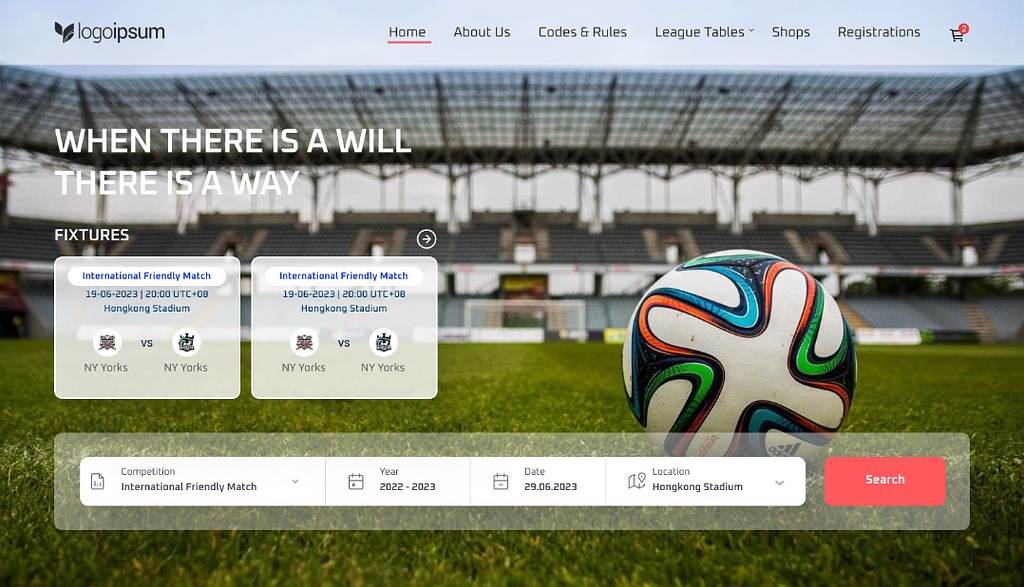 logoipsum
Home
About Us
Codes & Rules
League Tables
Shops
Registrations
2
WHEN THERE IS A WILL
THERE IS A WAY
FIXTURES
International Friendly Match
19-06-2023 | 20:00 UTC+08
Hongkong Stadium
VS
NY Yorks
NY Yorks
International Friendly Match
19-06-2023 | 20:00 UTC+08
Hongkong Stadium
VS
NY Yorks
NY Yorks
Competition
International Friendly Match
Year
2022 - 2023
Date
29.06.2023
Location
Hongkong Stadium
Search